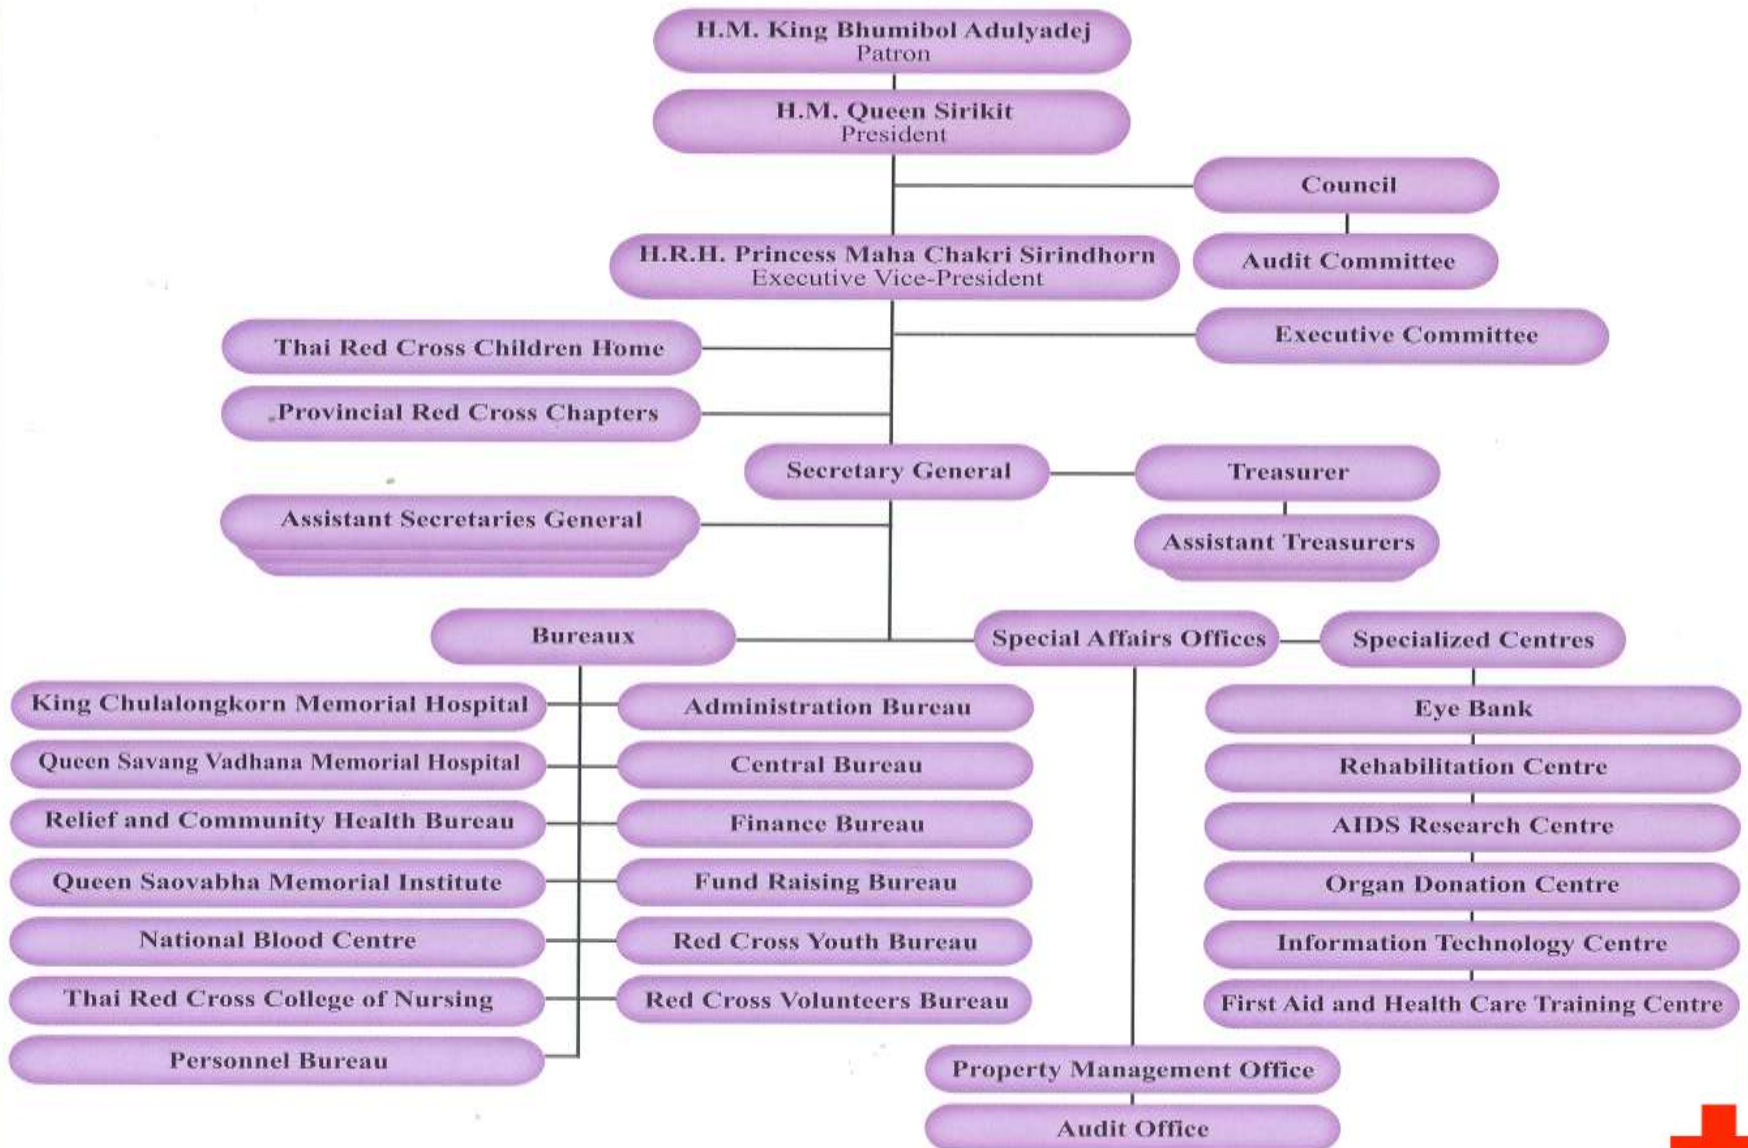 H.M. King Bhumibol Adulyadej
Patron
H.M. Queen Sirikit
President
Council
Audit Committee
H.R.H. Princess Maha Chakri Sirindhorn
Executive Vice-President
Executive Committee
Thai Red Cross Children Home
Provincial Red Cross Chapters
Secretary General
Treasurer
Assistant Treasurers
Assistant Secretaries General
Bureaux
Special Affairs Offices
Specialized Centres
King Chulalongkorn Memorial Hospital
Administration Bureau
Queen Savang Vadhana Memorial Hospital
Central Bureau
Relief and Community Health Bureau
Finance Bureau
Queen Saovabha Memorial Institute
Fund Raising Bureau
National Blood Centre
Red Cross Youth Bureau
Thai Red Cross College of Nursing
Red Cross Volunteers Bureau
Personnel Bureau
Property Management Office
Audit Office
Eye Bank
Rehabilitation Centre
AIDS Research Centre
Organ Donation Centre
Information Technology Centre
First Aid and Health Care Training Centre